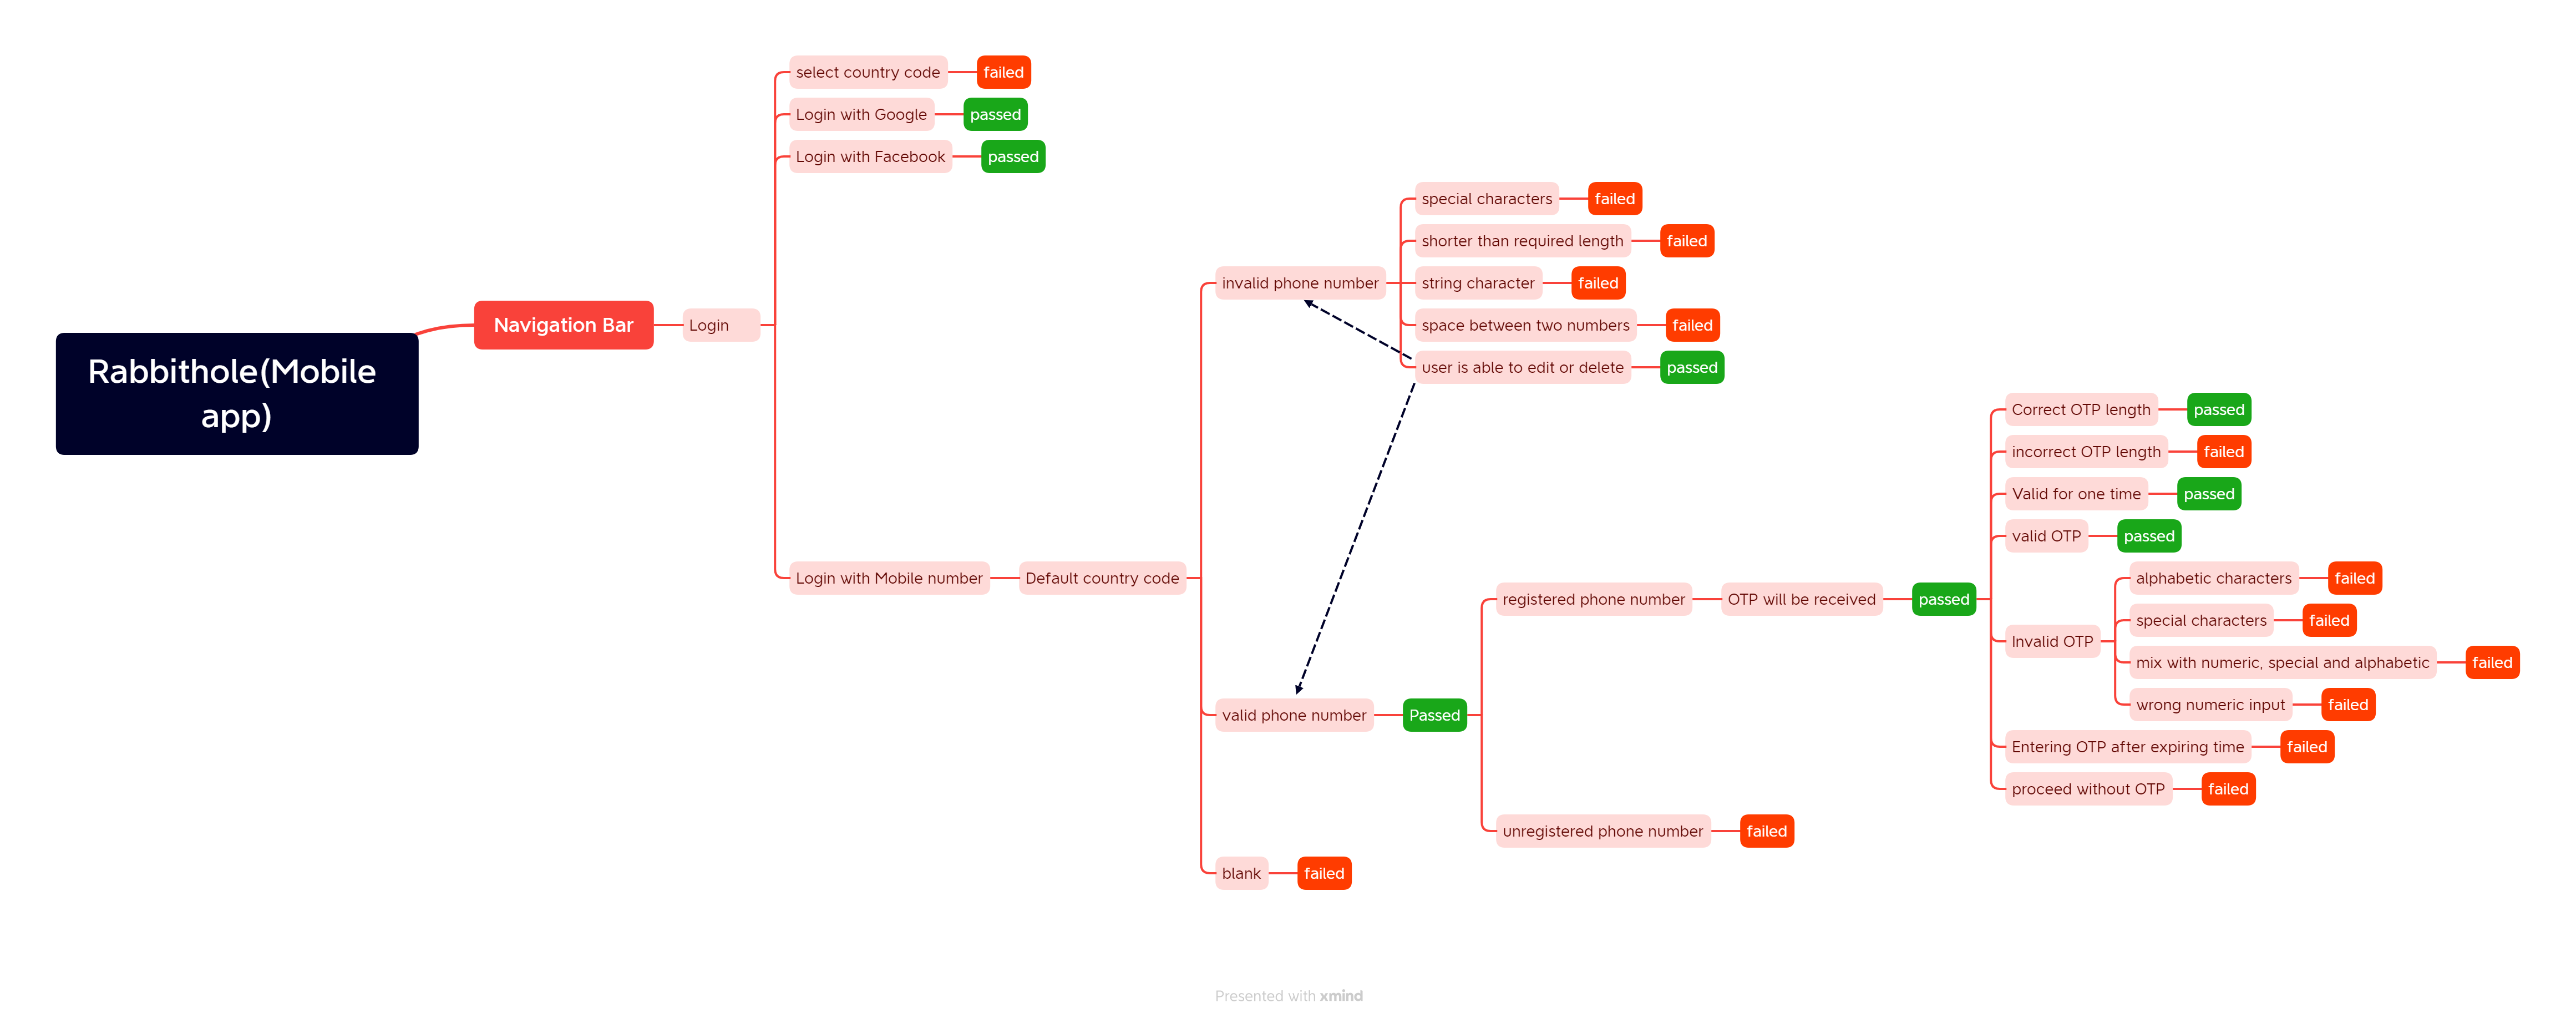 select country code
failed
Login with Google
passed
Login with Facebook
passed
special characters
failed
shorter than required length
failed
invalid phone number
string character
failed
Navigation Bar
Login
space between two numbers
failed
Rabbithole(Mobile
app)
user is able to edit or delete
passed
Correct OTP length
passed
incorrect OTP length
failed
Valid for one time
passed
valid OTP
passed
Login with Mobile number
Default country code
alphabetic characters
failed
registered phone number
OTP will be received
passed
special characters
failed
Invalid OTP
mix with numeric, special and alphabetic
failed
wrong numeric input
failed
valid phone number
Passed
Entering OTP after expiring time
failed
proceed without OTP
failed
unregistered phone number
failed
blank
failed
Presented with xmind